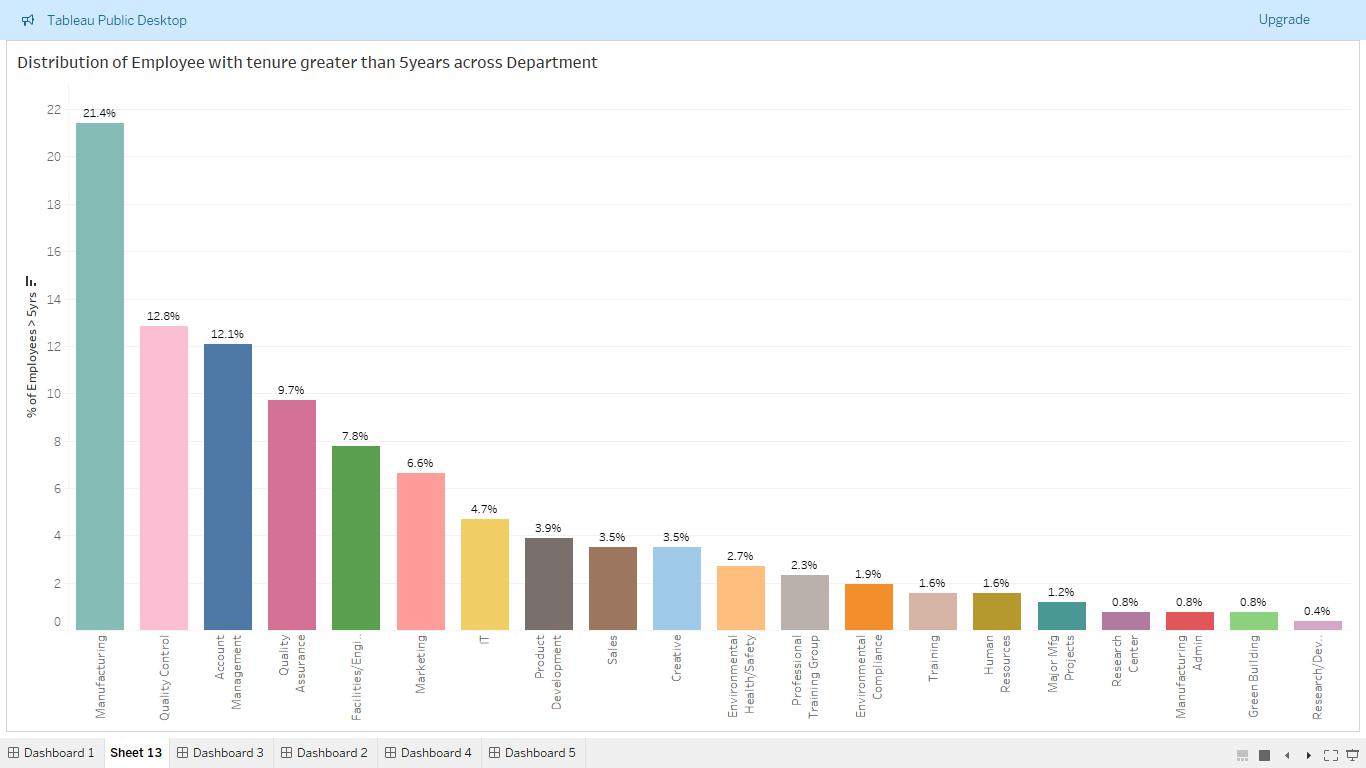 Tableau Public Desktop
Upgrade
Distribution of Employee with tenure greater than 5years across Department
% of Employees > 5yrs
22
20
18
16
14
12
10
8
6
4
2
0
21.4%
12.8%
12.1%
9.7%
7.8%
6.6%
4.7%
3.9%
3.5%
3.5%
2.7%
2.3%
1.9%
1.6%
1.6%
1.2%
0.8%
0.8%
0.8%
0.4%
Manufacturing
Quality Control
Account
Management
Quality
Assurance
Facilities/Engi..
Marketing
IT
Product
Development
Sales
Creative
Environmental
Health/Safety
Professional
Training Group
Environmental
Compliance
Training
Human
Resources
Major Mfg
Projects
Research
Center
Manufacturing
Admin
Green Building
Research/Dev..
Dashboard 1
Sheet 13
Dashboard 3
Dashboard 2
Dashboard 4
Dashboard 5